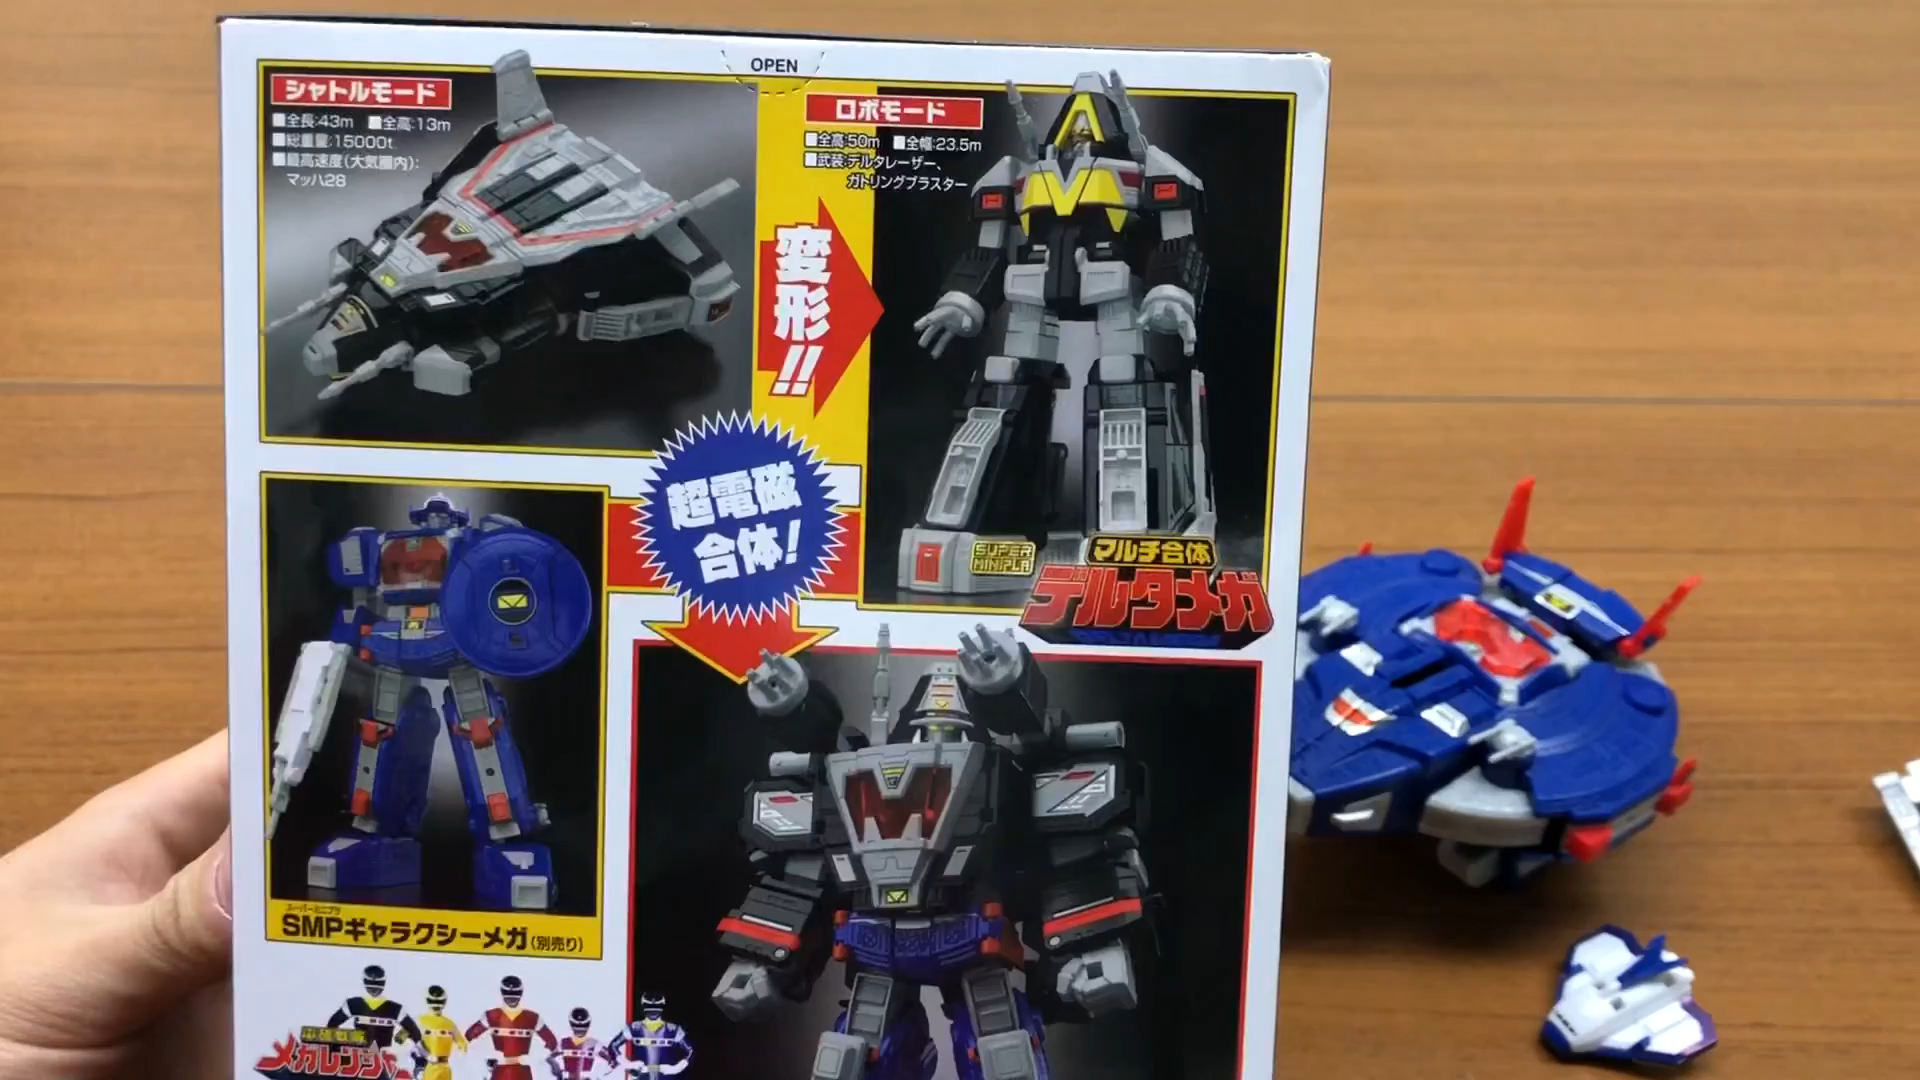 OPEN
シャトルモード
■全長:43m ■全高:13m
■総重量:15000t
■最高速度(大気圏内):
マッハ28
ロボモード
■全高:50m ■全幅:23.5m
■武装:デルタレーザー、
ガトリングブラスター
変形!!
超電磁
合体!
SUPER
MINIPLA
マルチ合体
デルタメガ
スーパーミニプラ
SMPギャラクシーメガ(別売り)
電磁戦隊
メガレンジャー